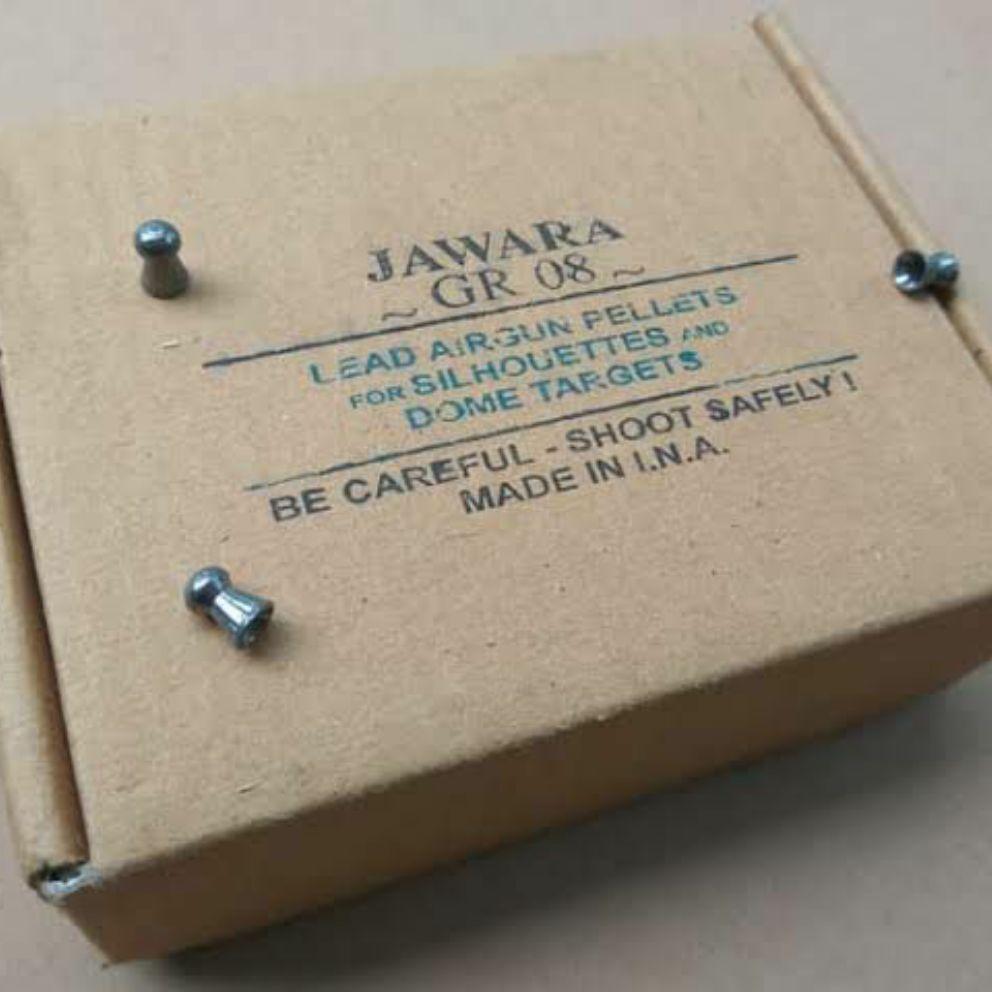 JAWARA
~ GR 08 ~
LEAD AIRGUN PELLETS
FOR SILHOUETTES AND
DOME TARGETS
BE CAREFUL - SHOOT SAFELY !
MADE IN I.N.A.